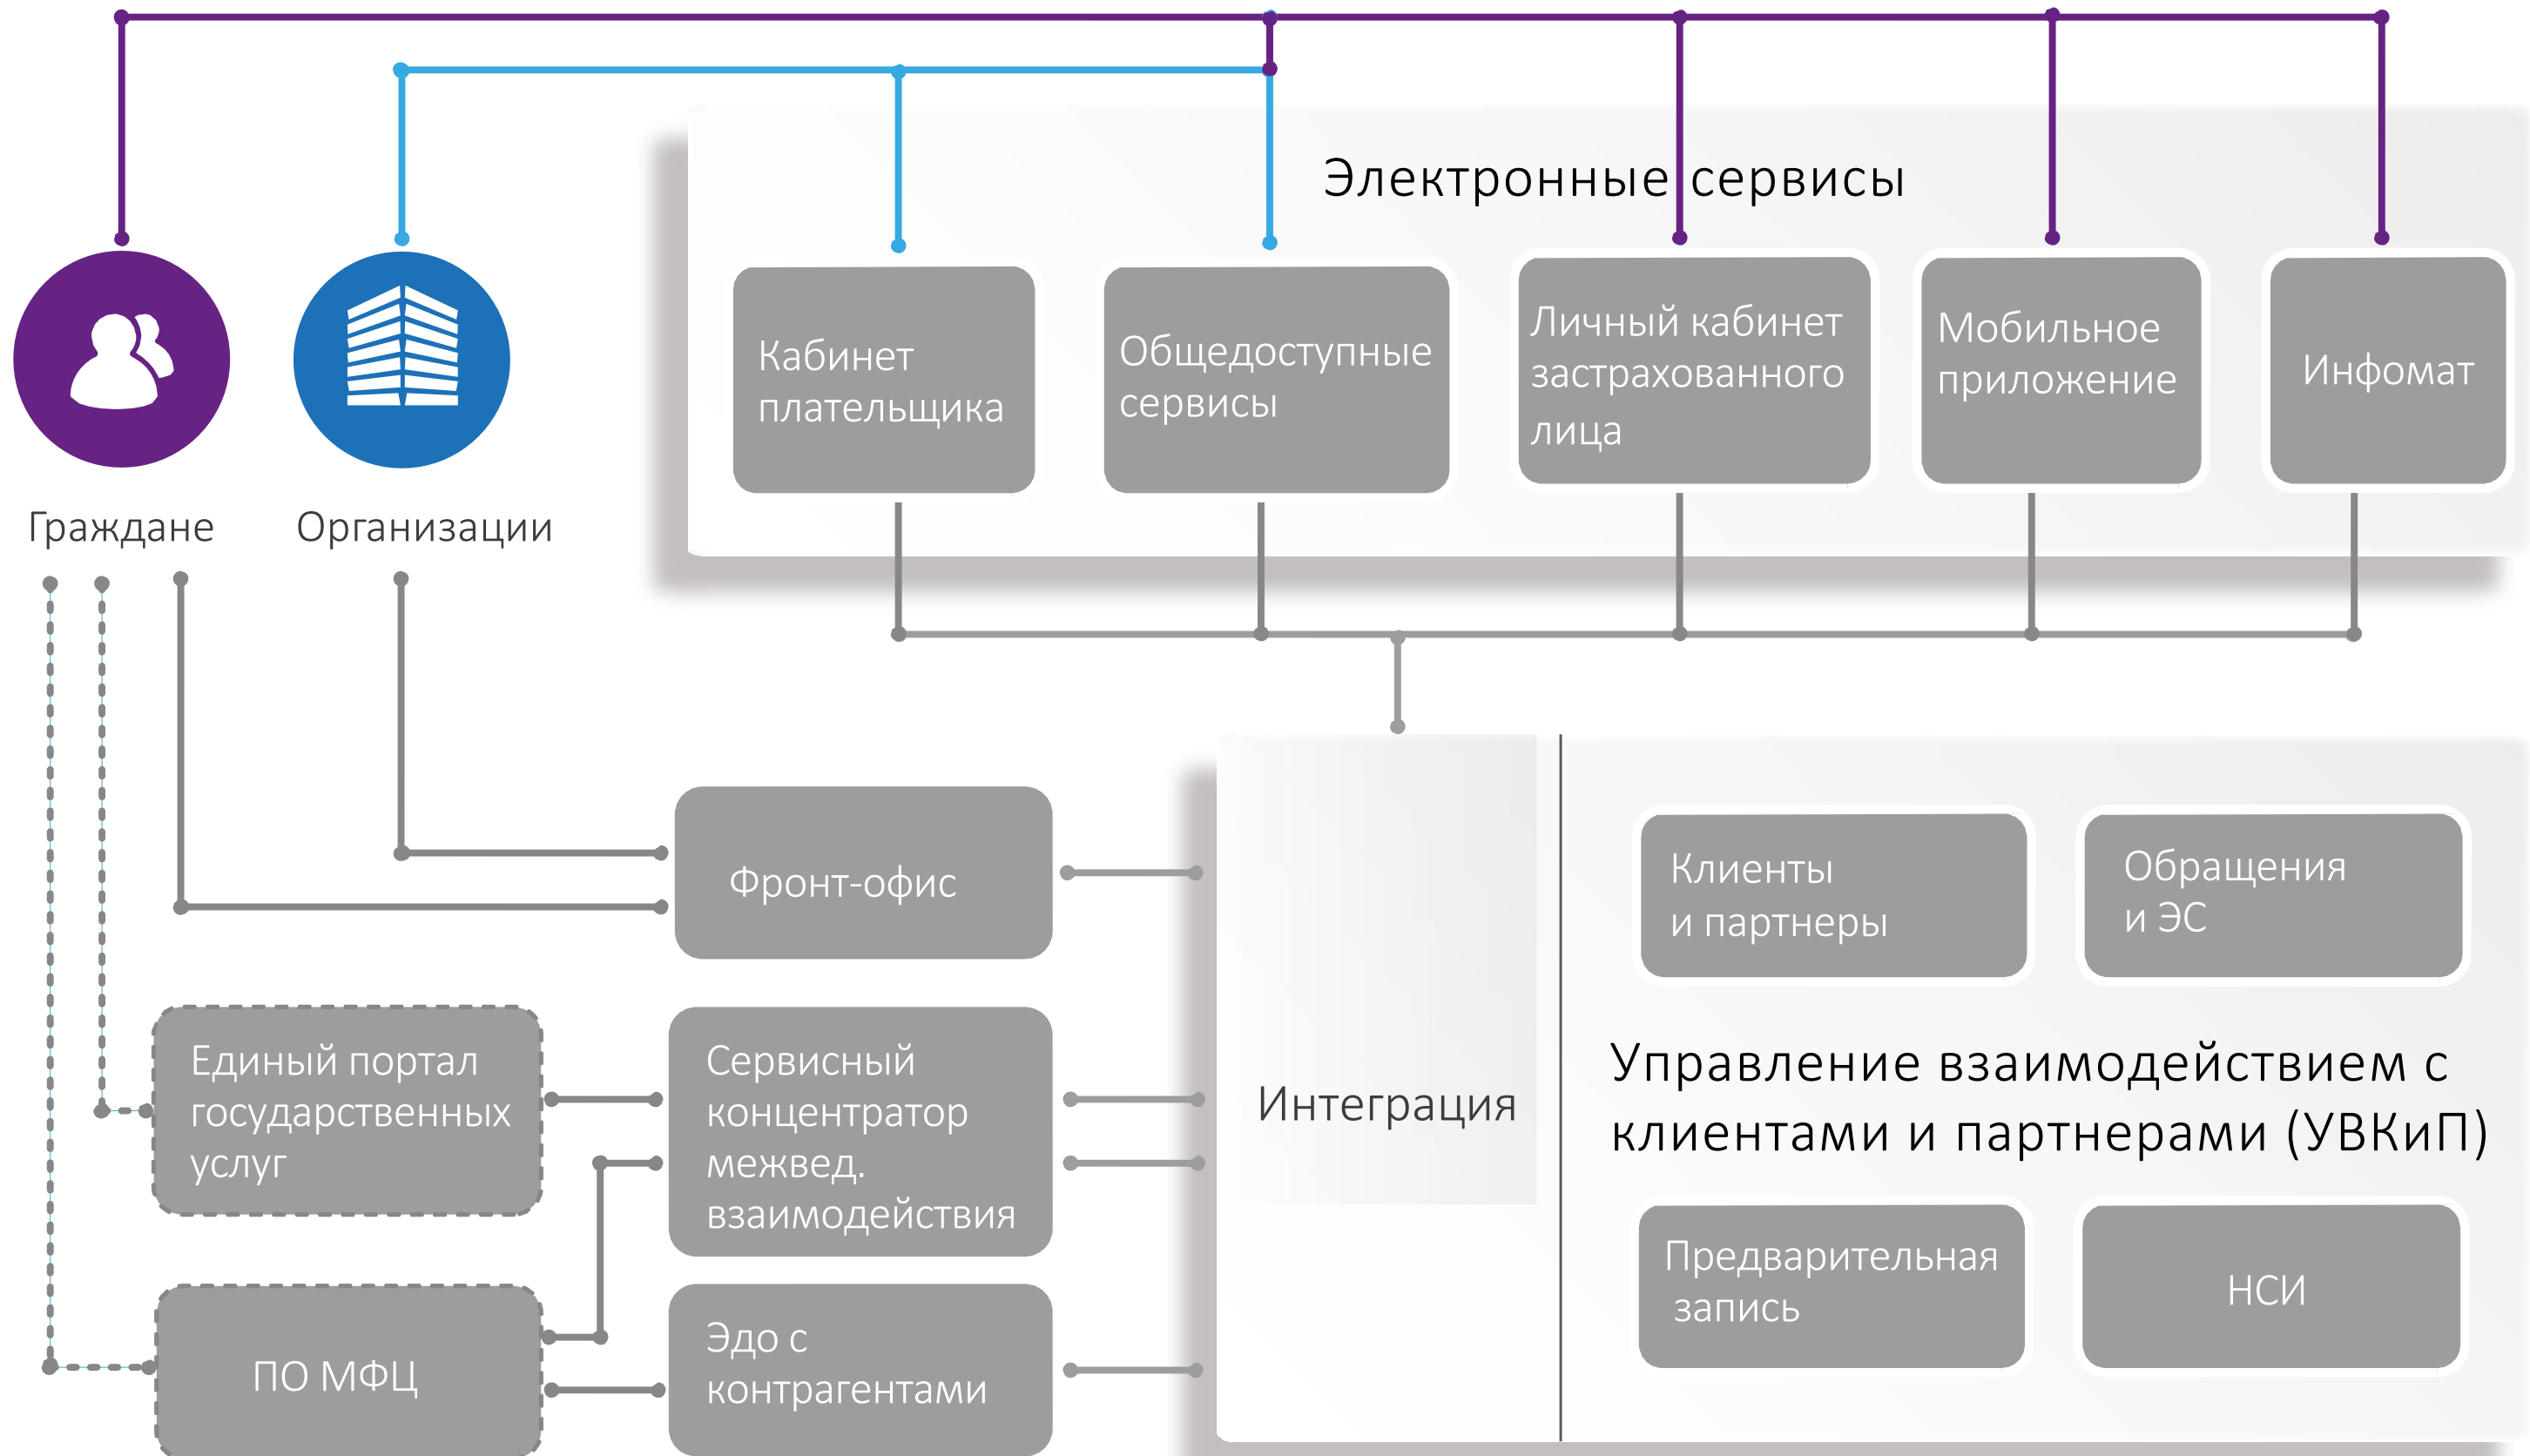 Электронные сервисы
Кабинет
плательщика
Общедоступные
сервисы
Личный кабинет
застрахованного
лица
Мобильное
приложение
Инфомат
Граждане
Организации
Фронт-офис
Единый портал
государственных
услуг
Сервисный
концентратор
межвед.
взаимодействия
ПО МФЦ
Эдо с
контрагентами
Интеграция
Клиенты
и партнеры
Обращения
и ЭС
Управление взаимодействием с
клиентами и партнерами (УВКиП)
Предварительная
запись
НСИ